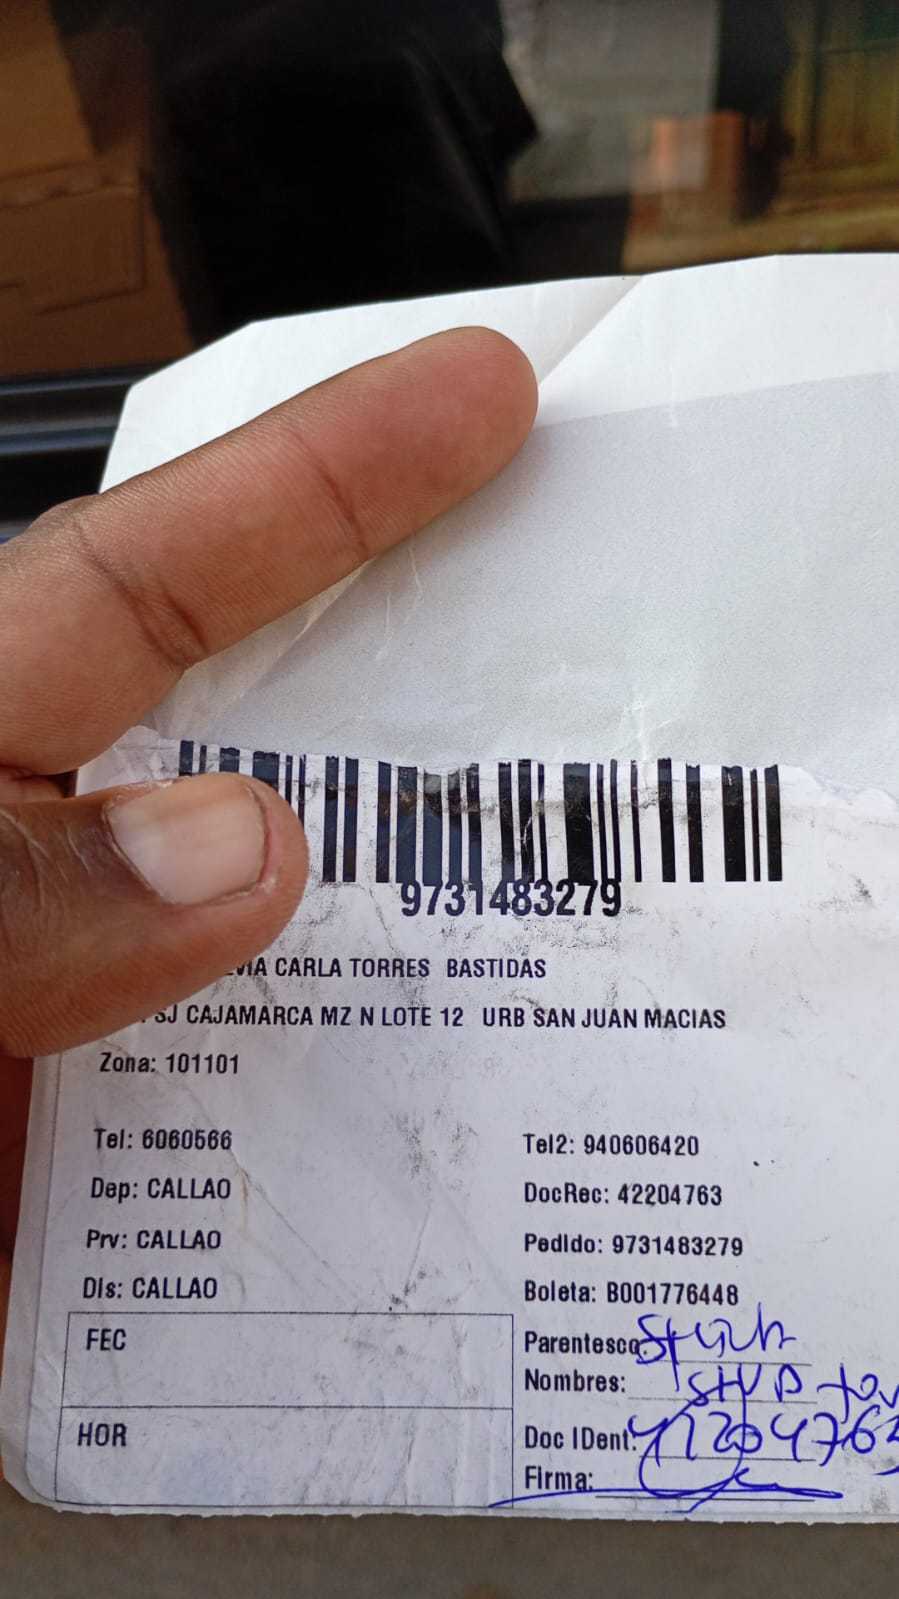 9731483279
CARLA TORRES BASTIDAS
SJ CAJAMARCA MZ N LOTE 12 URB SAN JUAN MACIAS
Zona: 101101
Tel: 6060566
Tel2: 940606420
Dep: CALLAO
DocRec: 42204763
Prv: CALLAO
Pedido: 9731483279
Dis: CALLAO
Boleta: B001776448
FEC
Parentesco:
Nombres:
HOR
Doc IDent:
Firma: